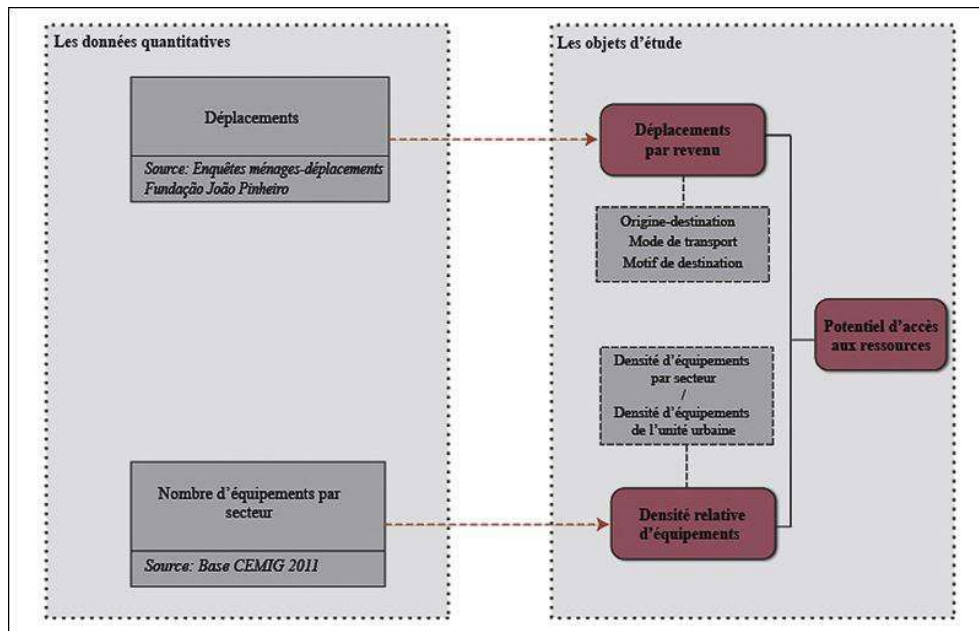 Les données quantitatives
Déplacements
Source: Enquêtes ménages-déplacements
Fundação João Pinheiro
Nombre d'équipements par
secteur
Source: Base CEMIG 2011
Les objets d'étude
Déplacements
par revenu
Origine-destination
Mode de transport
Motif de destination
Potentiel d'accès
aux ressources
Densité d'équipements
par secteur
/
Densité d'équipements
de l'unité urbaine
Densité relative
d'équipements